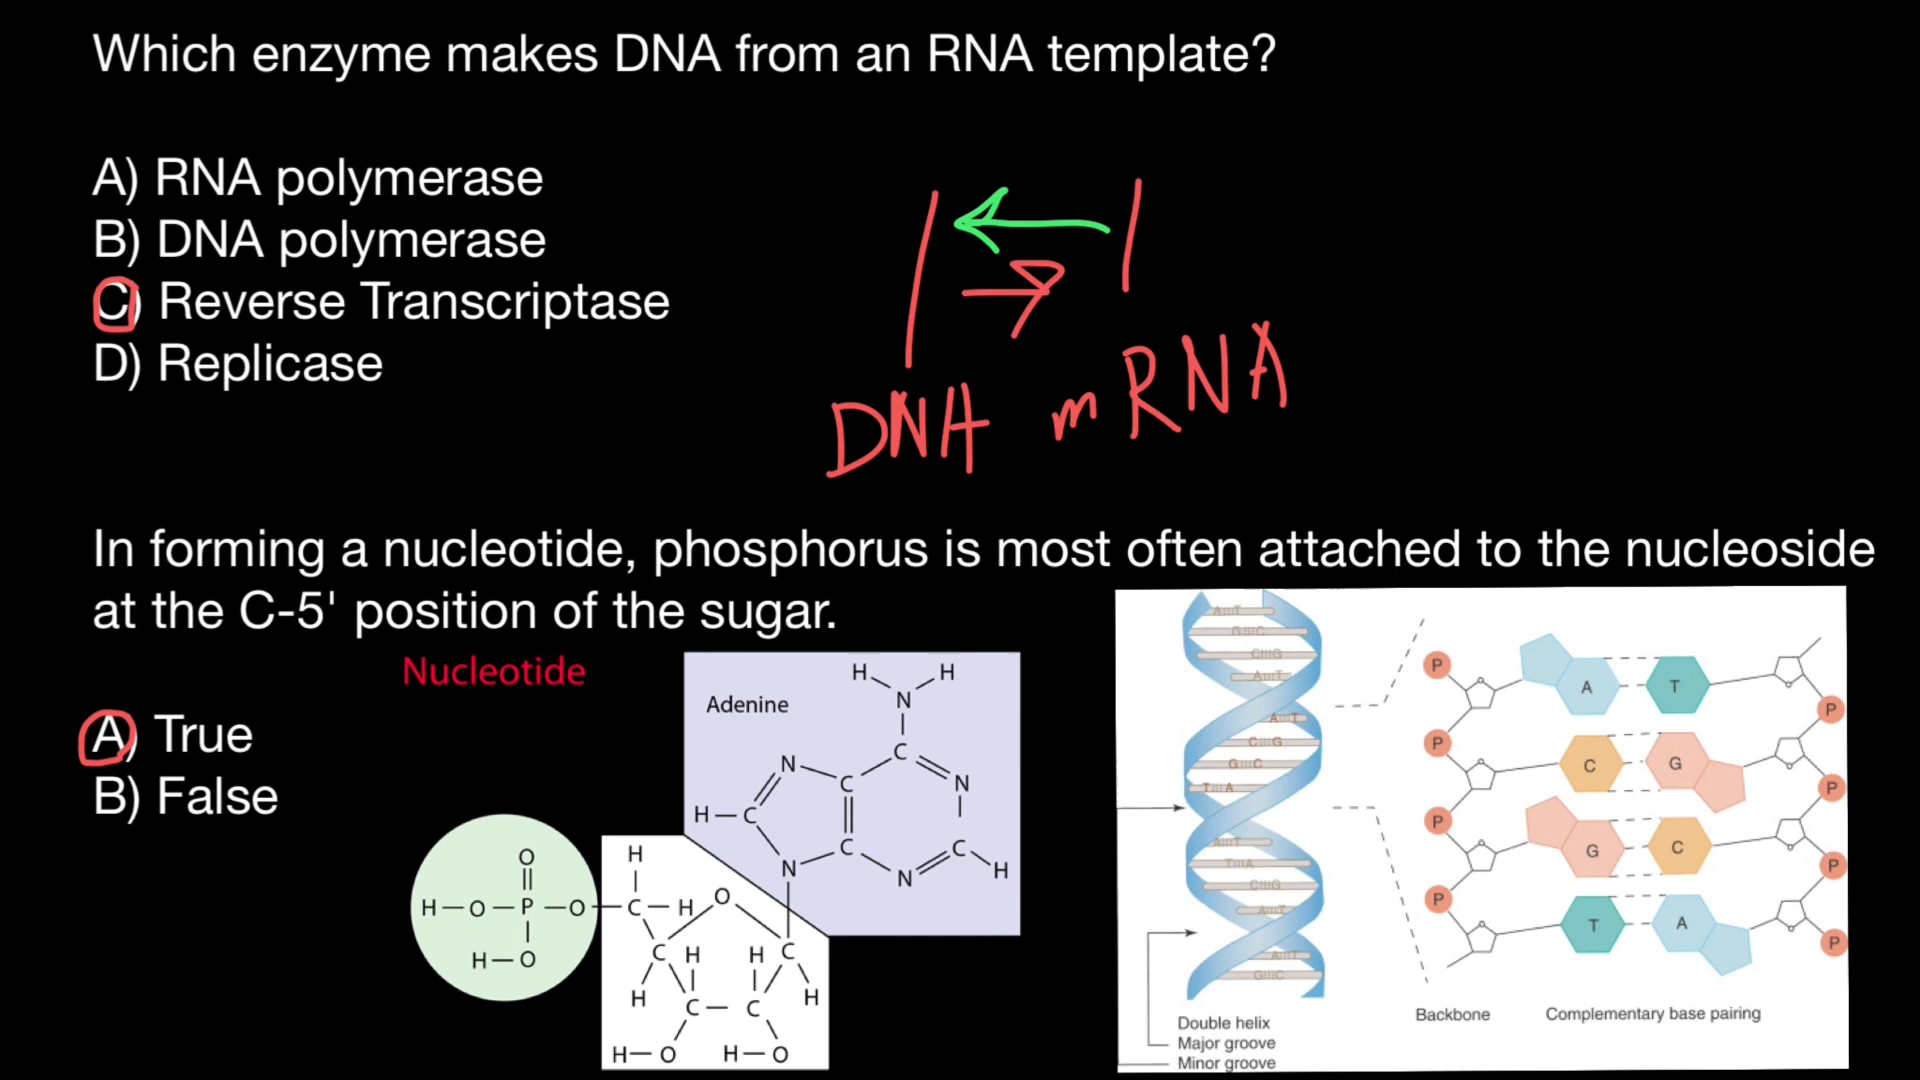 Which enzyme makes DNA from an RNA template?
A) RNA polymerase
B) DNA polymerase
C) Reverse Transcriptase
D) Replicase
DNA
mRNA
In forming a nucleotide, phosphorus is most often attached to the nucleoside
at the C-5' position of the sugar.
Nucleotide
A) True
B) False
Adenine
H H
N
N C N
C
H C
C C H
N N
O
H O P O
H O
H
C H O
C H H C
H H
C C
H O H O
A T
G C
C G
A T
A T
C G
G C
T A
A T
T A
C G
A T
A T
G C
P A T P
P C G P
P G C P
P T A P
Double helix
Major groove
Minor groove
Backbone
Complementary base pairing